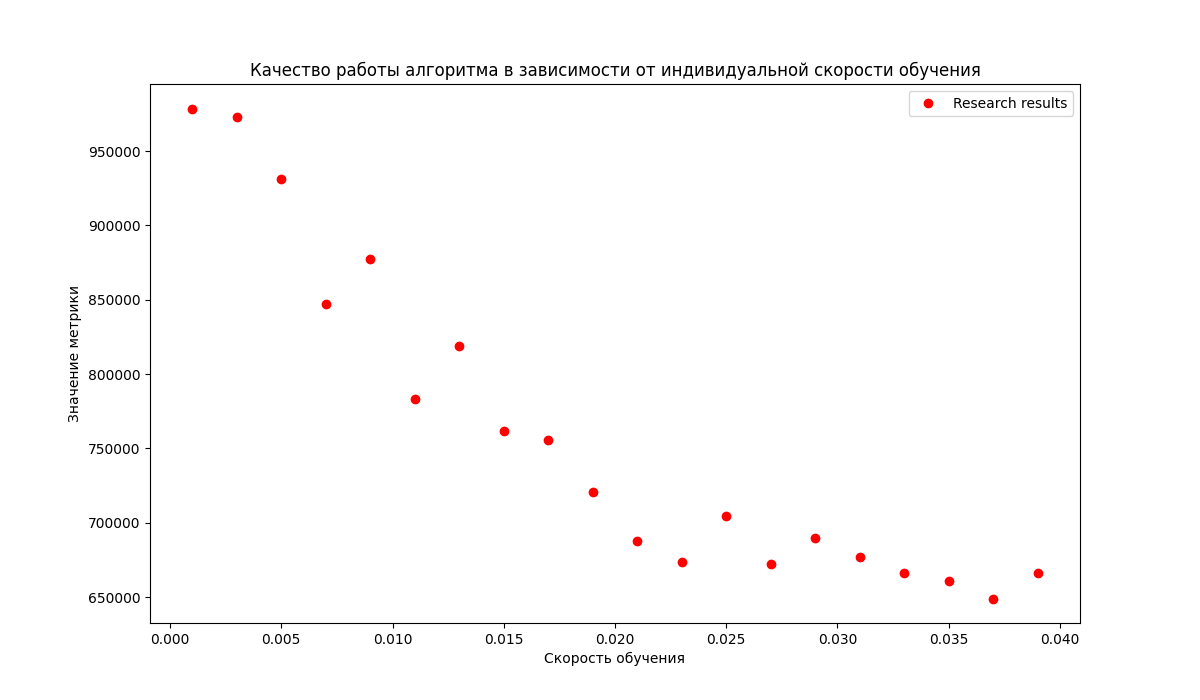 Качество работы алгоритма в зависимости от индивидуальной скорости обучения
Research results
950000
900000
850000
800000
750000
700000
650000
Значение метрики
0.000 0.005 0.010 0.015 0.020 0.025 0.030 0.035 0.040
Скорость обучения